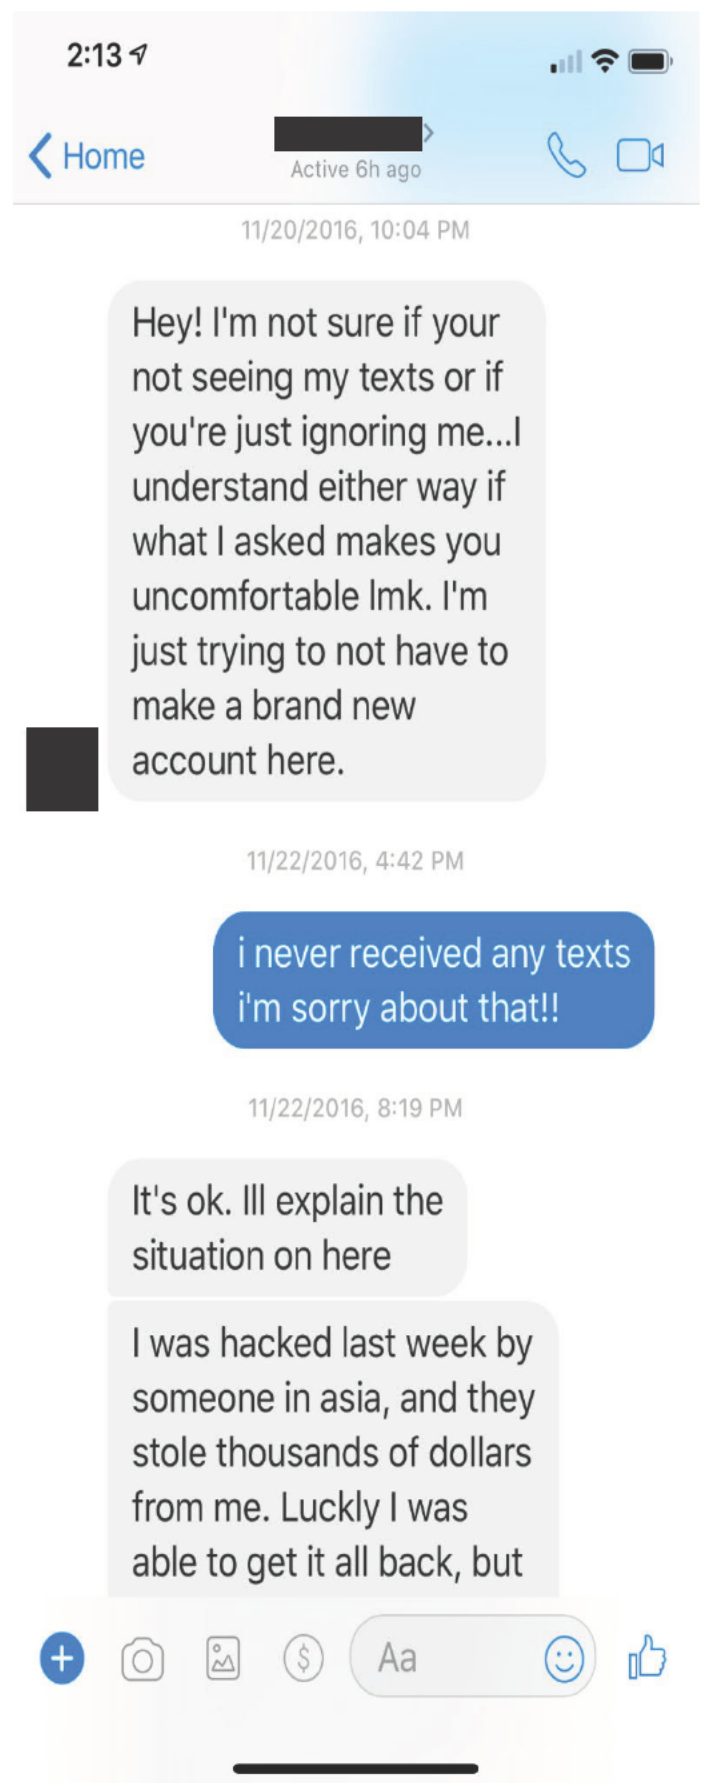 2:13
Home
Active 6h ago
11/20/2016, 10:04 PM
Hey! I'm not sure if your
not seeing my texts or if
you're just ignoring me...I
understand either way if
what I asked makes you
uncomfortable lmk. I'm
just trying to not have to
make a brand new
account here.
11/22/2016, 4:42 PM
i never received any texts
i'm sorry about that!!
11/22/2016, 8:19 PM
It's ok. Ill explain the
situation on here
I was hacked last week by
someone in asia, and they
stole thousands of dollars
from me. Luckly I was
able to get it all back, but
Aa